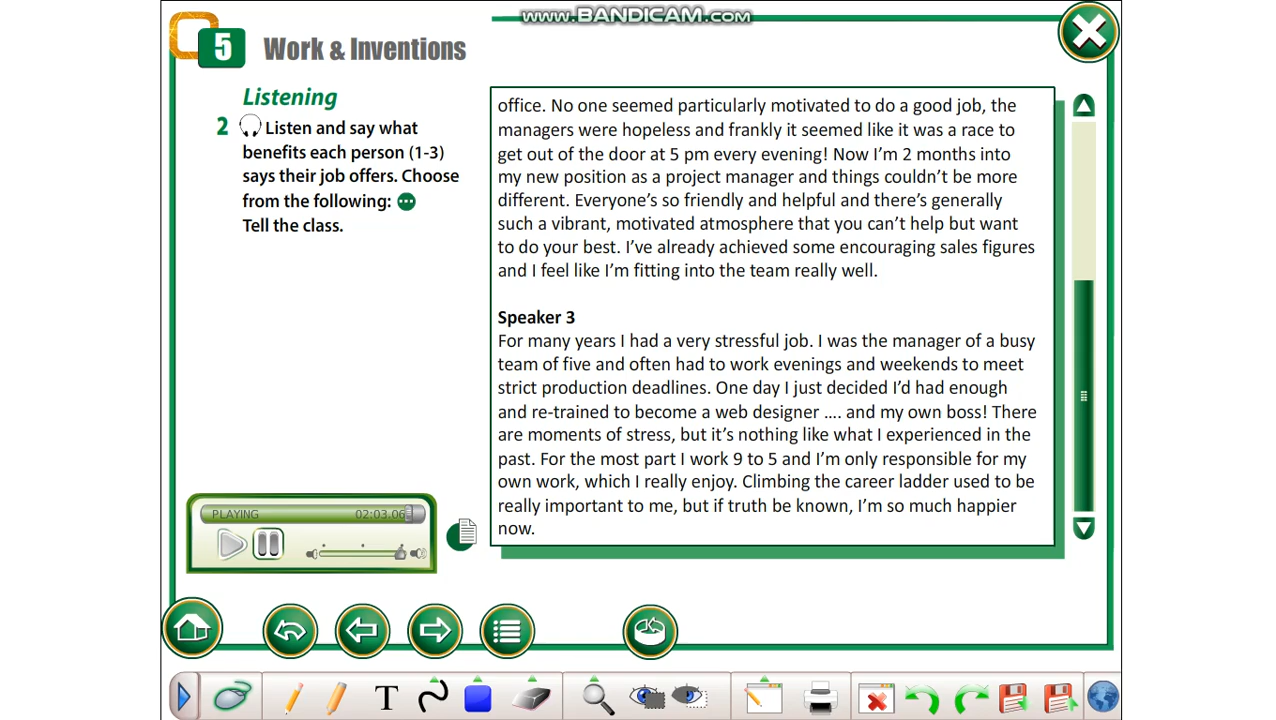 www.BANDICAM.com
5 Work & Inventions
Listening
2 Listen and say what
benefits each person (1-3)
says their job offers. Choose
from the following:
Tell the class.
office. No one seemed particularly motivated to do a good job, the
managers were hopeless and frankly it seemed like it was a race to
get out of the door at 5 pm every evening! Now I’m 2 months into
my new position as a project manager and things couldn’t be more
different. Everyone’s so friendly and helpful and there’s generally
such a vibrant, motivated atmosphere that you can’t help but want
to do your best. I’ve already achieved some encouraging sales figures
and I feel like I’m fitting into the team really well.
Speaker 3
For many years I had a very stressful job. I was the manager of a busy
team of five and often had to work evenings and weekends to meet
strict production deadlines. One day I just decided I’d had enough
and re-trained to become a web designer .... and my own boss! There
are moments of stress, but it’s nothing like what I experienced in the
past. For the most part I work 9 to 5 and I’m only responsible for my
own work, which I really enjoy. Climbing the career ladder used to be
really important to me, but if truth be known, I’m so much happier
now.
PLAYING 02:03.06
T